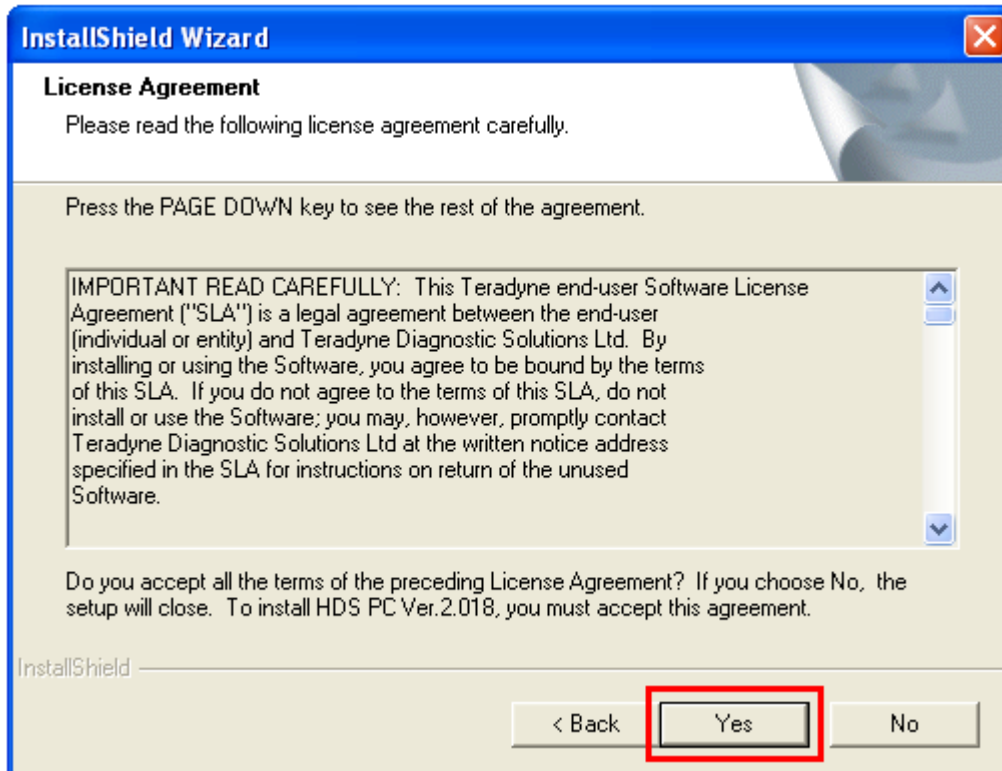 InstallShield Wizard
License Agreement
Please read the following license agreement carefully.
Press the PAGE DOWN key to see the rest of the agreement.
IMPORTANT READ CAREFULLY:  This Teradyne end-user Software License
Agreement ("SLA") is a legal agreement between the end-user
(individual or entity) and Teradyne Diagnostic Solutions Ltd.  By
installing or using the Software, you agree to be bound by the terms
of this SLA.  If you do not agree to the terms of this SLA, do not
install or use the Software; you may, however, promptly contact
Teradyne Diagnostic Solutions Ltd at the written notice address
specified in the SLA for instructions on return of the unused
Software.
Do you accept all the terms of the preceding License Agreement?  If you choose No,  the
setup will close.  To install HDS PC Ver.2.018, you must accept this agreement.
InstallShield
< Back Yes No